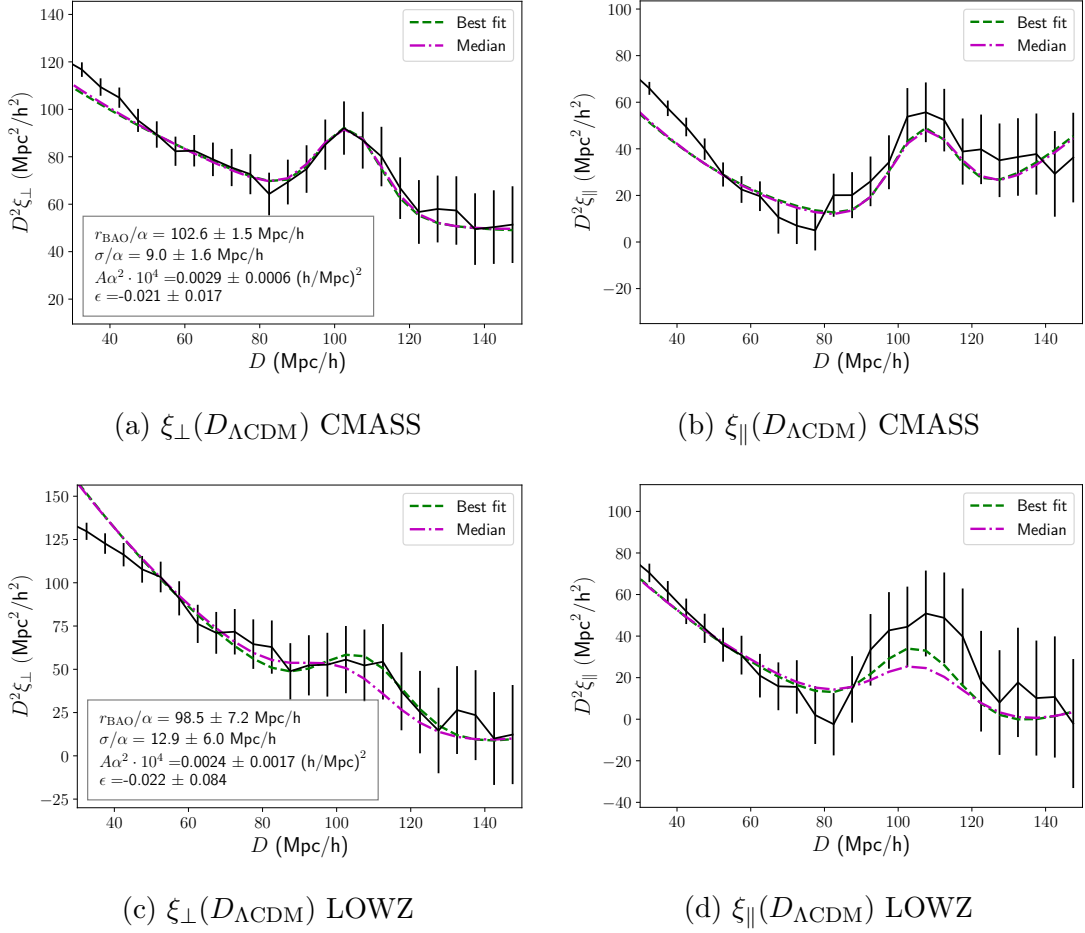 Best fit
Median
D²ξ⊥ (Mpc²/h²)
140
120
100
80
60
40
20
r_BAO/α = 102.6 ± 1.5 Mpc/h
σ/α = 9.0 ± 1.6 Mpc/h
Aα² · 10⁴ =0.0029 ± 0.0006 (h/Mpc)²
ϵ =-0.021 ± 0.017
40 60 80 100 120 140
D (Mpc/h)
(a) ξ⊥(D_ΛCDM) CMASS
Best fit
Median
D²ξ∥ (Mpc²/h²)
100
80
60
40
20
0
−20
40 60 80 100 120 140
D (Mpc/h)
(b) ξ∥(D_ΛCDM) CMASS
Best fit
Median
D²ξ⊥ (Mpc²/h²)
150
125
100
75
50
25
0
−25
r_BAO/α = 98.5 ± 7.2 Mpc/h
σ/α = 12.9 ± 6.0 Mpc/h
Aα² · 10⁴ =0.0024 ± 0.0017 (h/Mpc)²
ϵ =-0.022 ± 0.084
40 60 80 100 120 140
D (Mpc/h)
(c) ξ⊥(D_ΛCDM) LOWZ
Best fit
Median
D²ξ∥ (Mpc²/h²)
100
80
60
40
20
0
−20
−40
40 60 80 100 120 140
D (Mpc/h)
(d) ξ∥(D_ΛCDM) LOWZ